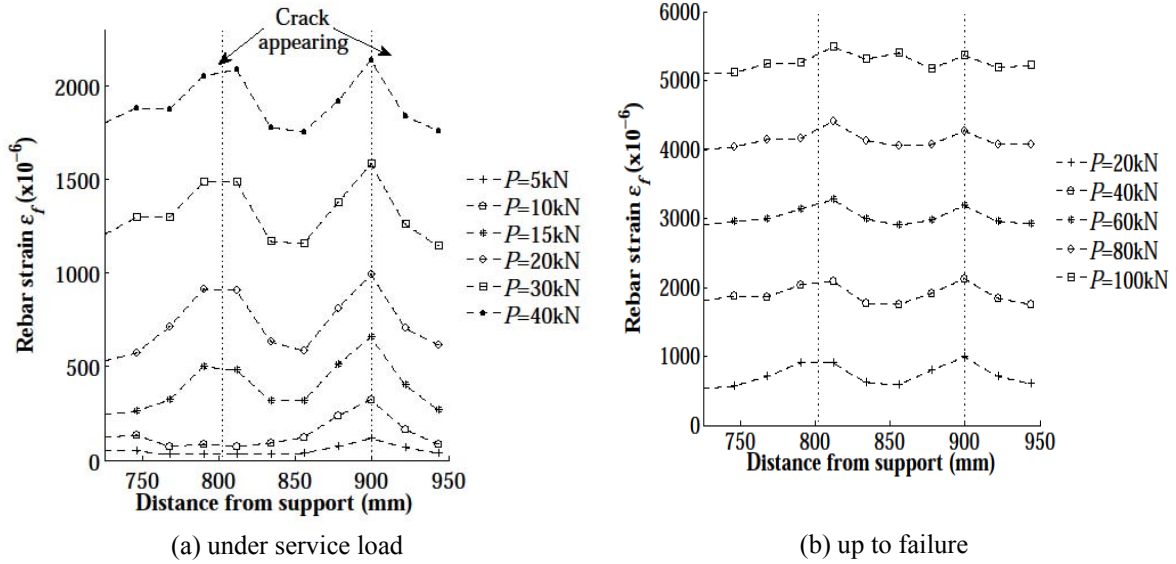 Crack
appearing
Rebar strain ε_f (x10⁻⁶)
2000
1500
1000
500
0
750
800
850
900
950
Distance from support (mm)
P=5kN
P=10kN
P=15kN
P=20kN
P=30kN
P=40kN
(a) under service load
Rebar strain ε_f (x10⁻⁶)
6000
5000
4000
3000
2000
1000
0
750
800
850
900
950
Distance from support (mm)
P=20kN
P=40kN
P=60kN
P=80kN
P=100kN
(b) up to failure